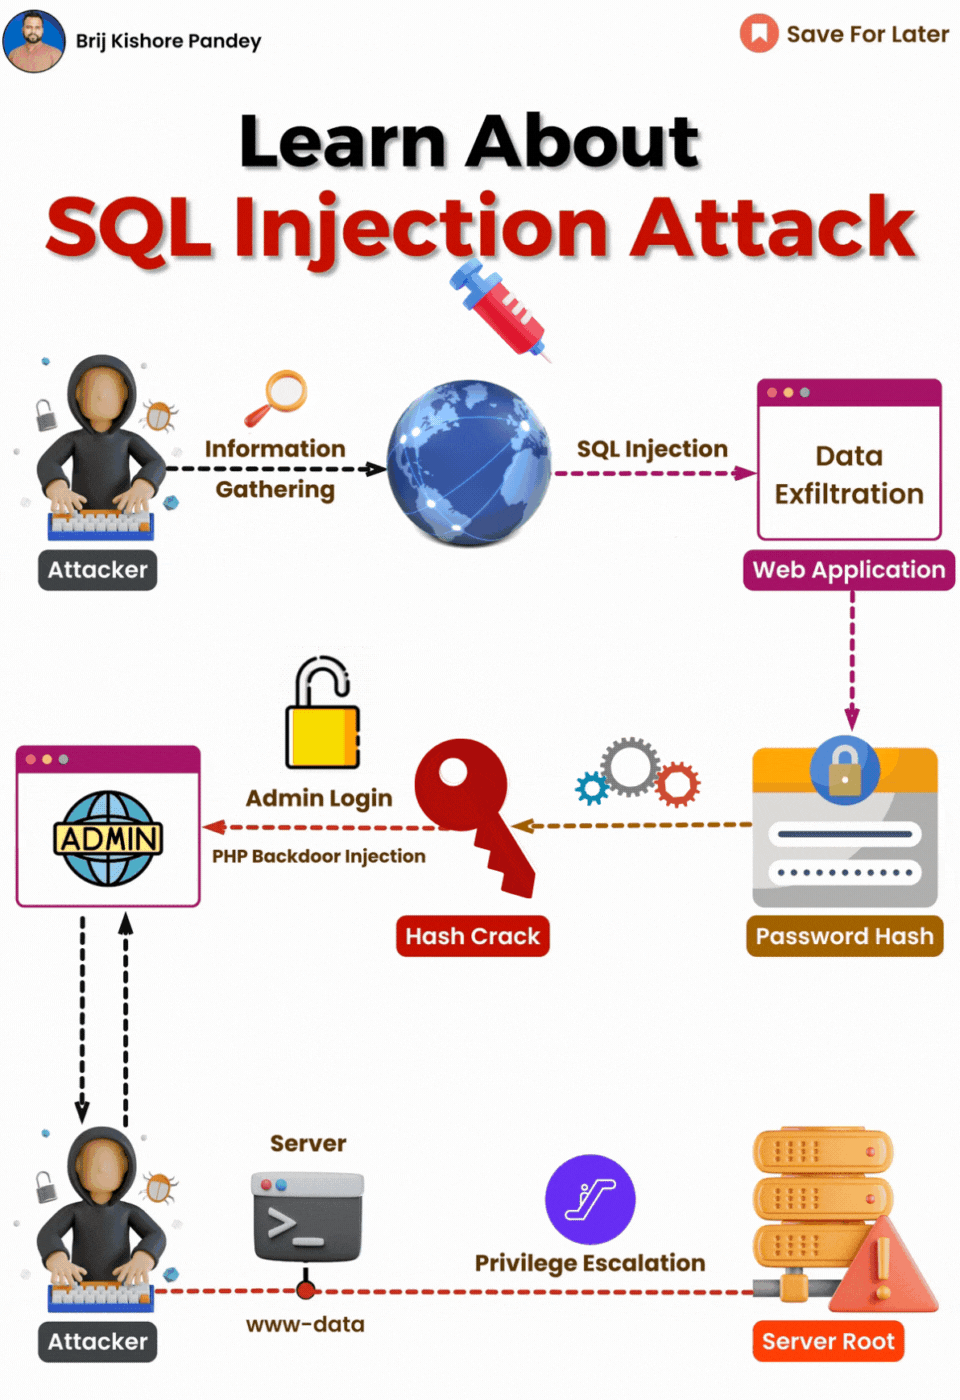 Brij Kishore Pandey
Save For Later
Learn About
SQL Injection Attack
Information
Gathering
SQL Injection
Data
Exfiltration
Attacker
Web Application
Admin Login
PHP Backdoor Injection
ADMIN
Hash Crack
Password Hash
Server
>_
Privilege Escalation
www-data
Attacker
Server Root